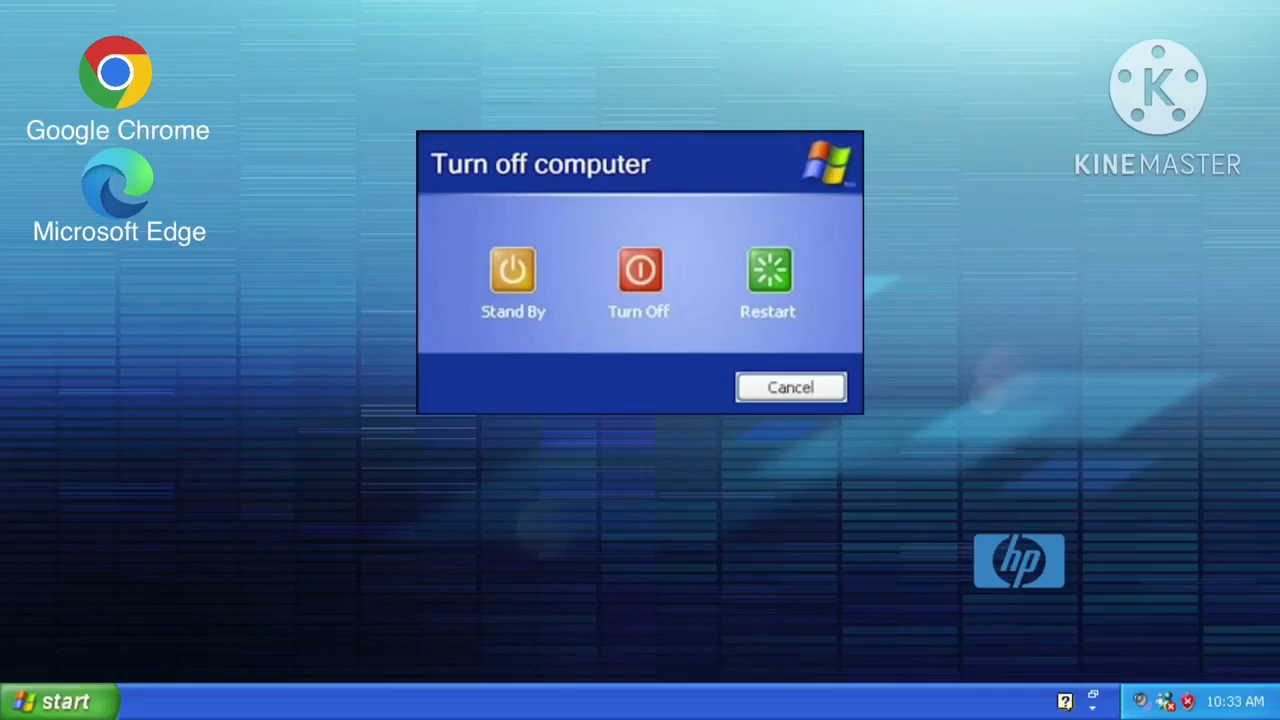 Google Chrome
Microsoft Edge
K
KINEMASTER
Turn off computer
Stand By
Turn Off
Restart
Cancel
hp
start
?
10:33 AM